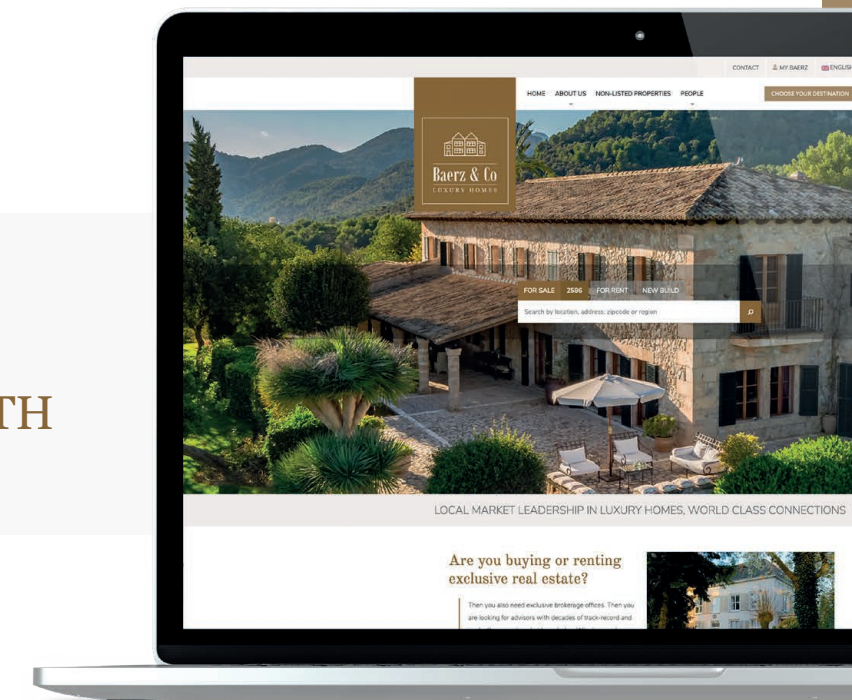 CONTACT MY BAERZ ENGLISH
HOME ABOUT US NON-LISTED PROPERTIES PEOPLE CHOOSE YOUR DESTINATION
Baerz & Co
LUXURY HOMES
FOR SALE 2596 FOR RENT NEW BUILD
Search by location, address, zipcode or region
TH
LOCAL MARKET LEADERSHIP IN LUXURY HOMES, WORLD CLASS CONNECTIONS
Are you buying or renting
exclusive real estate?
Then you also need exclusive brokerage offices. Then you
are looking for advisors with decades of track-record and